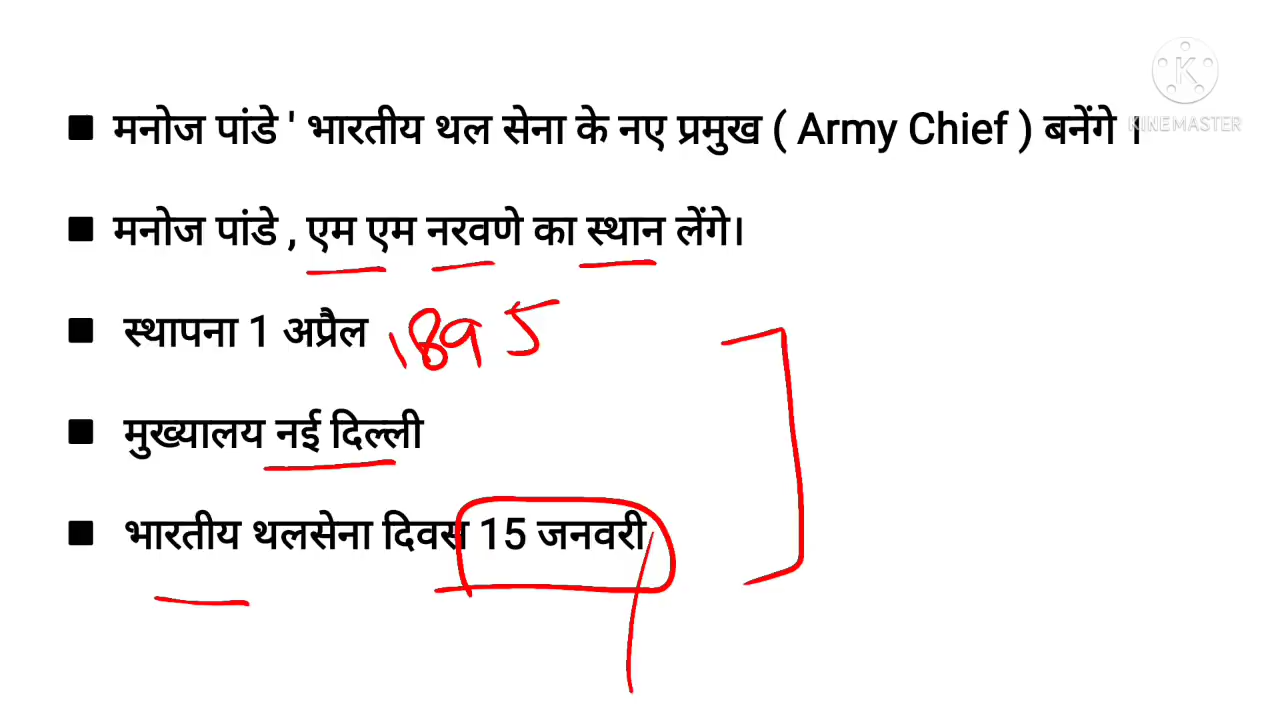 ■ मनोज पांडे ' भारतीय थल सेना के नए प्रमुख ( Army Chief ) बनेंगे ।
■ मनोज पांडे , एम एम नरवणे का स्थान लेंगे।
■ स्थापना 1 अप्रैल 1895
■ मुख्यालय नई दिल्ली
■ भारतीय थलसेना दिवस 15 जनवरी
K
KINEMASTER